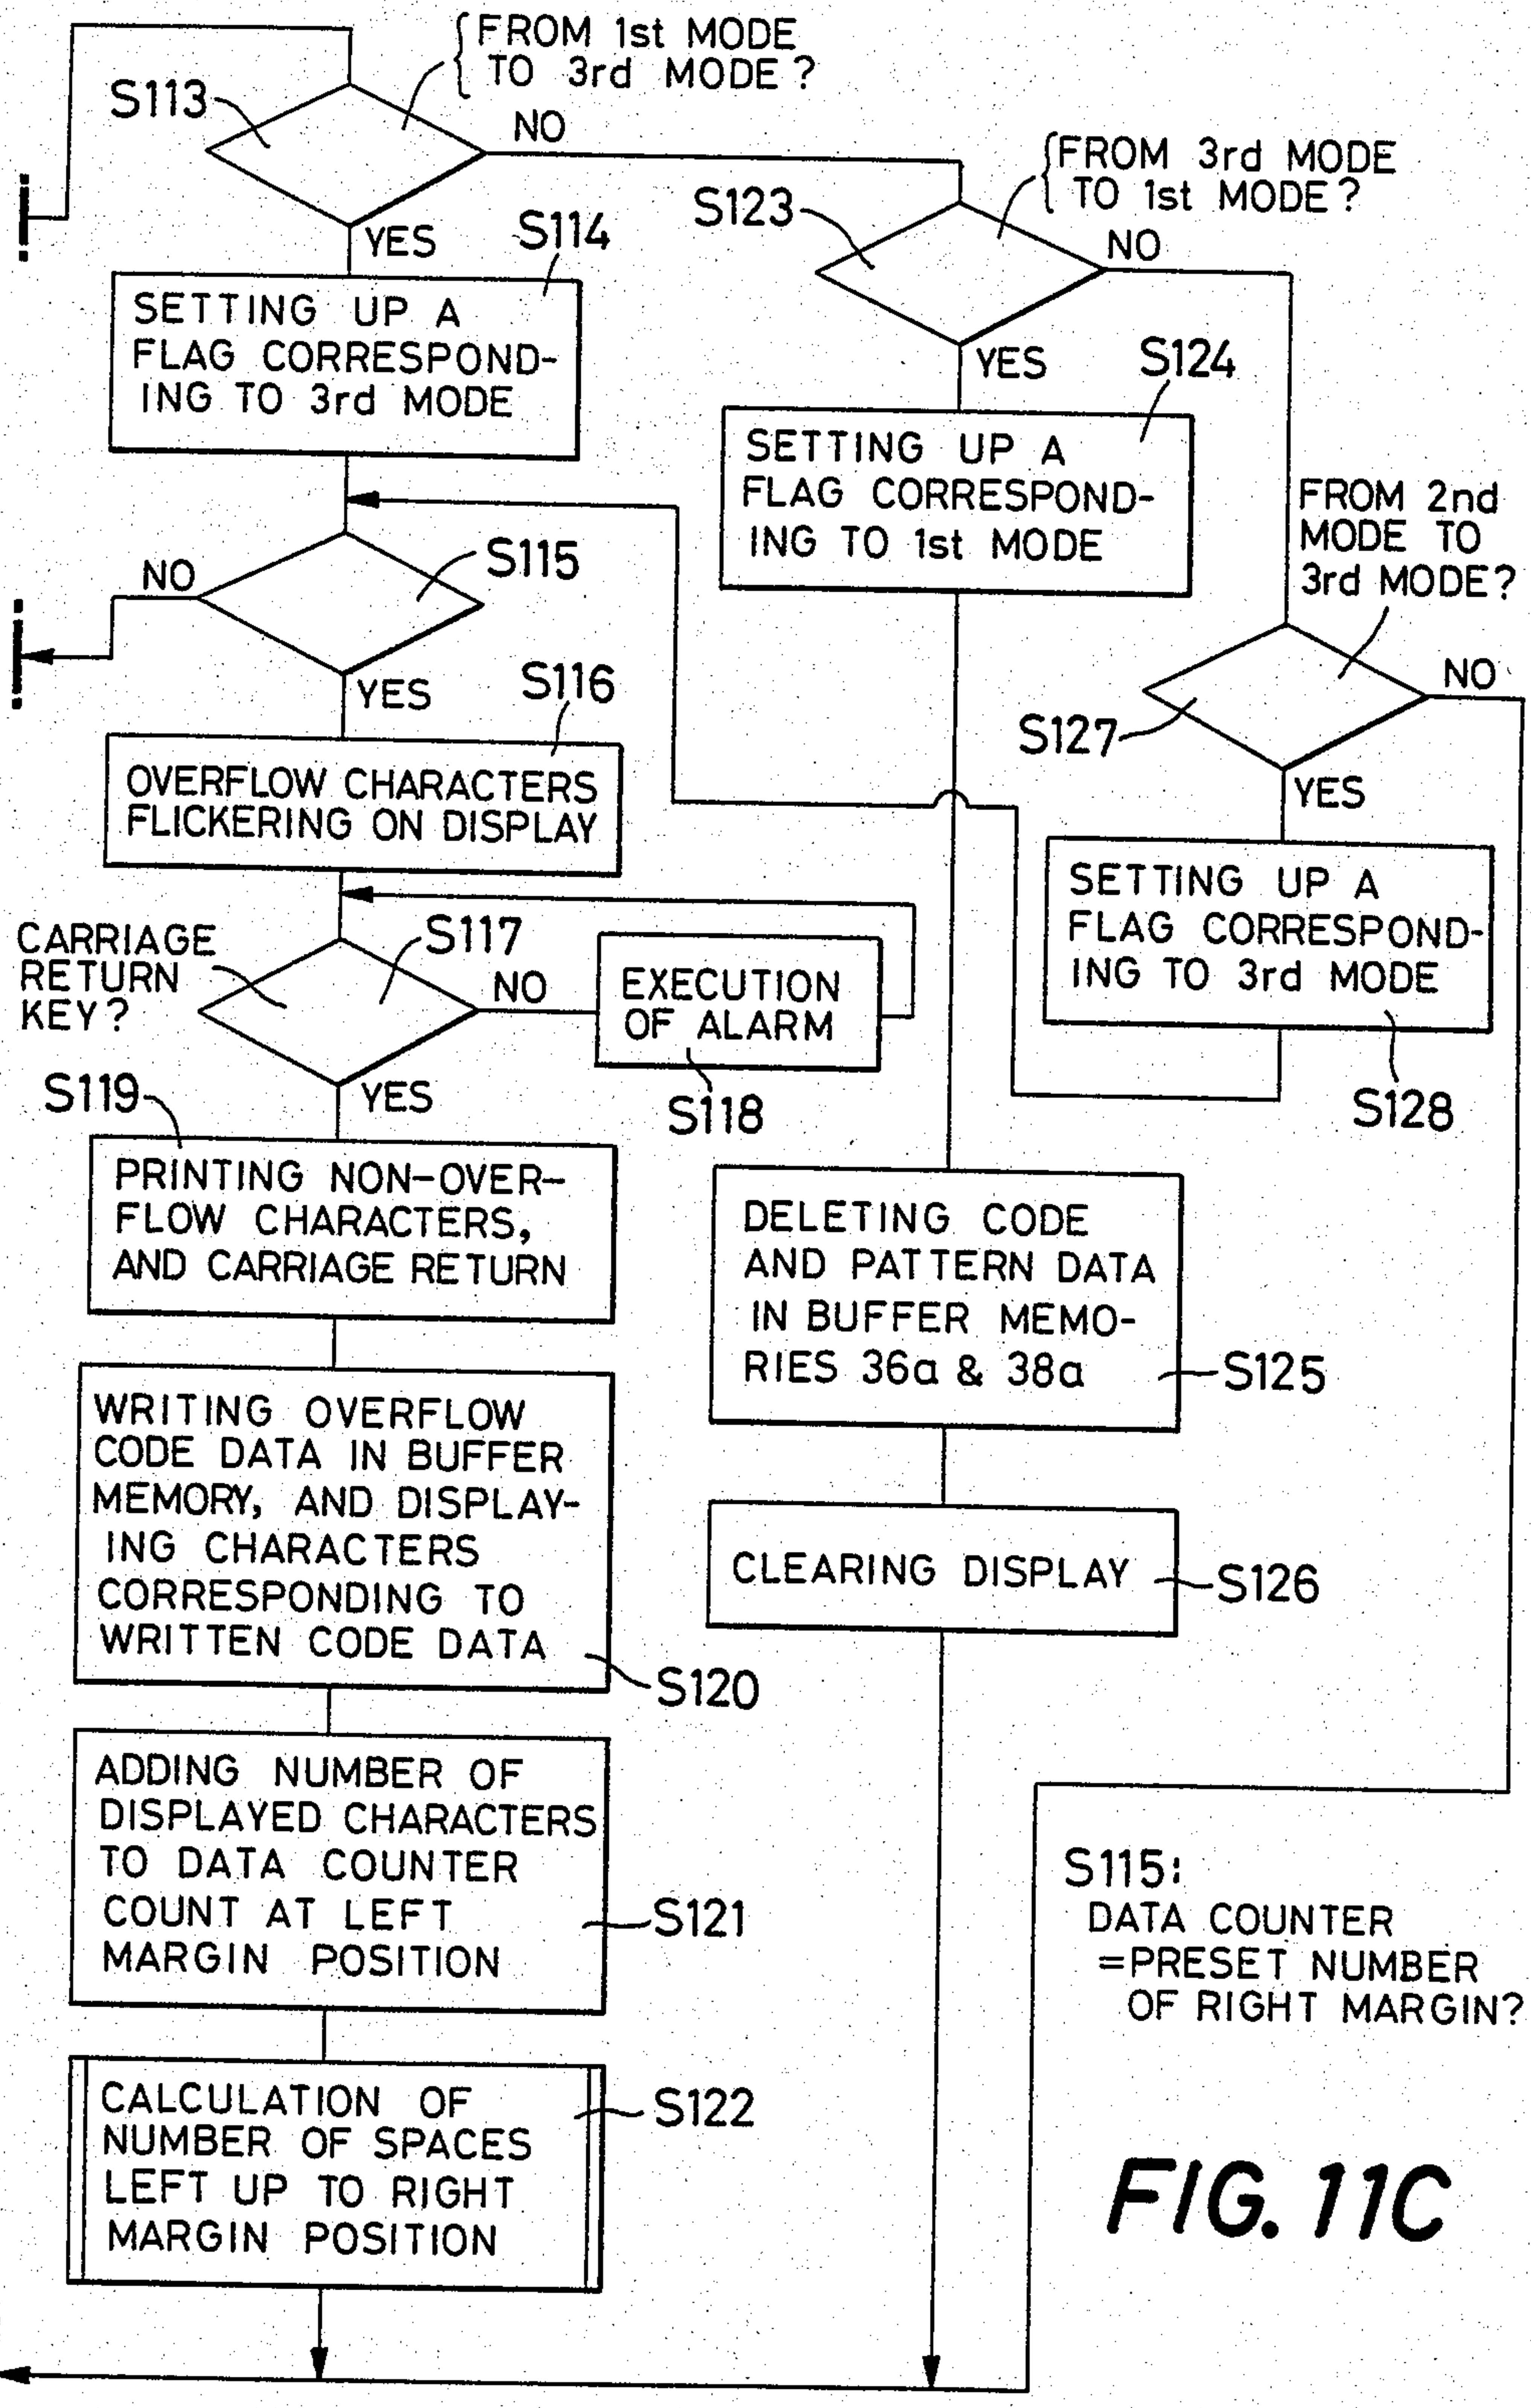 FROM 1st MODE
TO 3rd MODE?
S113
NO
YES
S114
SETTING UP A
FLAG CORRESPOND-
ING TO 3rd MODE
FROM 3rd MODE
TO 1st MODE?
S123
NO
YES
S124
SETTING UP A
FLAG CORRESPOND-
ING TO 1st MODE
FROM 2nd
MODE TO
3rd MODE?
NO
S115
YES
S127
NO
YES
S116
OVERFLOW CHARACTERS
FLICKERING ON DISPLAY
SETTING UP A
FLAG CORRESPOND-
ING TO 3rd MODE
S128
CARRIAGE
RETURN
KEY?
S117
NO
EXECUTION
OF ALARM
S118
YES
S119
PRINTING NON-OVER-
FLOW CHARACTERS,
AND CARRIAGE RETURN
DELETING CODE
AND PATTERN DATA
IN BUFFER MEMO-
RIES 36a & 38a
S125
WRITING OVERFLOW
CODE DATA IN BUFFER
MEMORY, AND DISPLAY-
ING CHARACTERS
CORRESPONDING TO
WRITTEN CODE DATA
S120
CLEARING DISPLAY
S126
ADDING NUMBER OF
DISPLAYED CHARACTERS
TO DATA COUNTER
COUNT AT LEFT
MARGIN POSITION
S121
S115:
DATA COUNTER
=PRESET NUMBER
OF RIGHT MARGIN?
CALCULATION OF
NUMBER OF SPACES
LEFT UP TO RIGHT
MARGIN POSITION
S122
FIG. 11C